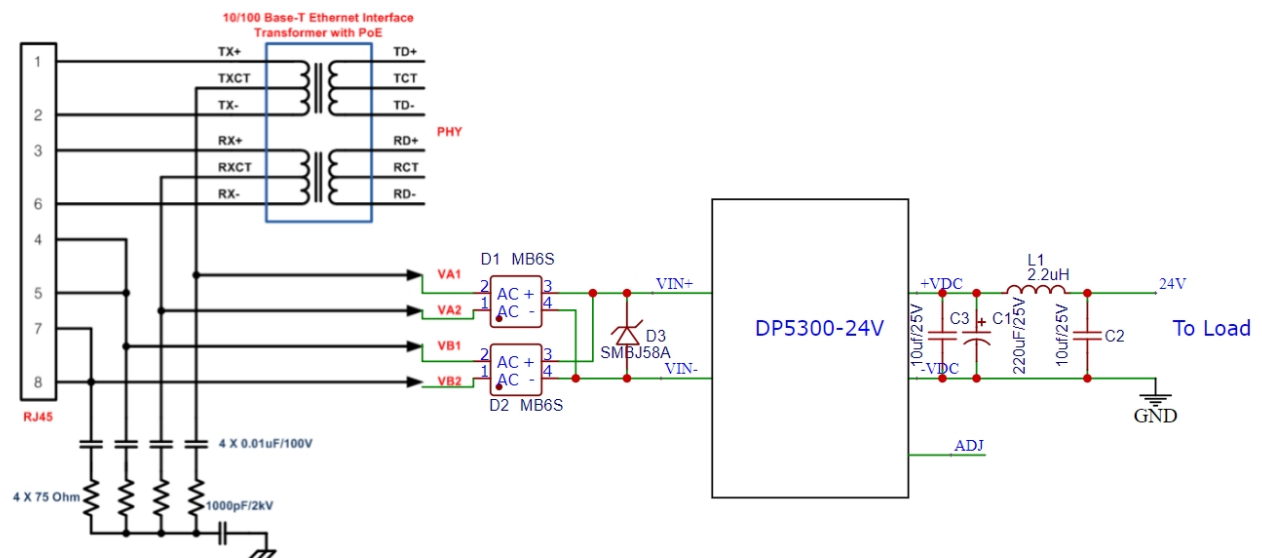 10/100 Base-T Ethernet Interface
Transformer with PoE
1
TX+
TD+
TXCT
TCT
2
TX-
TD-
PHY
3
RX+
RD+
RXCT
RCT
6
RX-
RD-
4
5
7
8
RJ45
VA1
VA2
VB1
VB2
D1 MB6S
2 AC + 3
1 AC - 4
2 AC + 3
1 AC - 4
D2 MB6S
D3
SMBJ58A
VIN+
VIN-
DP5300-24V
+VDC
-VDC
ADJ
10uf/25V
C3
C1
+
220uF/25V
L1
2.2uH
10uf/25V
C2
24V
To Load
GND
4 X 0.01uF/100V
4 X 75 Ohm
1000pF/2kV